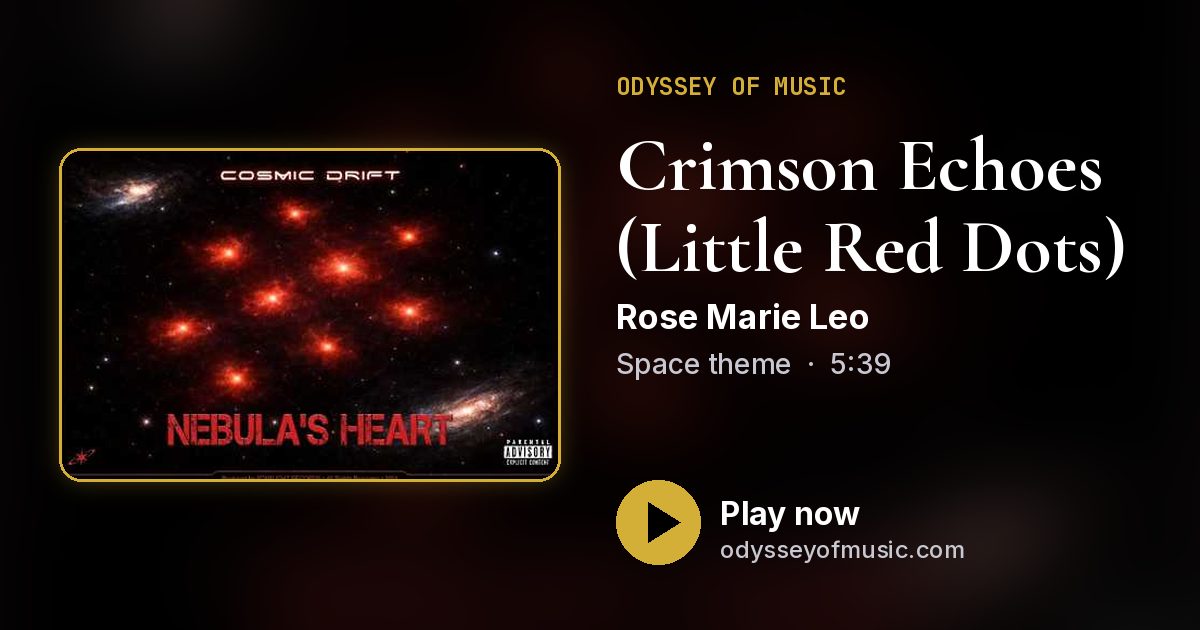 COSMIC DRIFT
NEBULA'S HEART
PARENTAL
ADVISORY
EXPLICIT CONTENT
ODYSSEY OF MUSIC
Crimson Echoes
(Little Red Dots)
Rose Marie Leo
Space theme · 5:39
Play now
odysseyofmusic.com